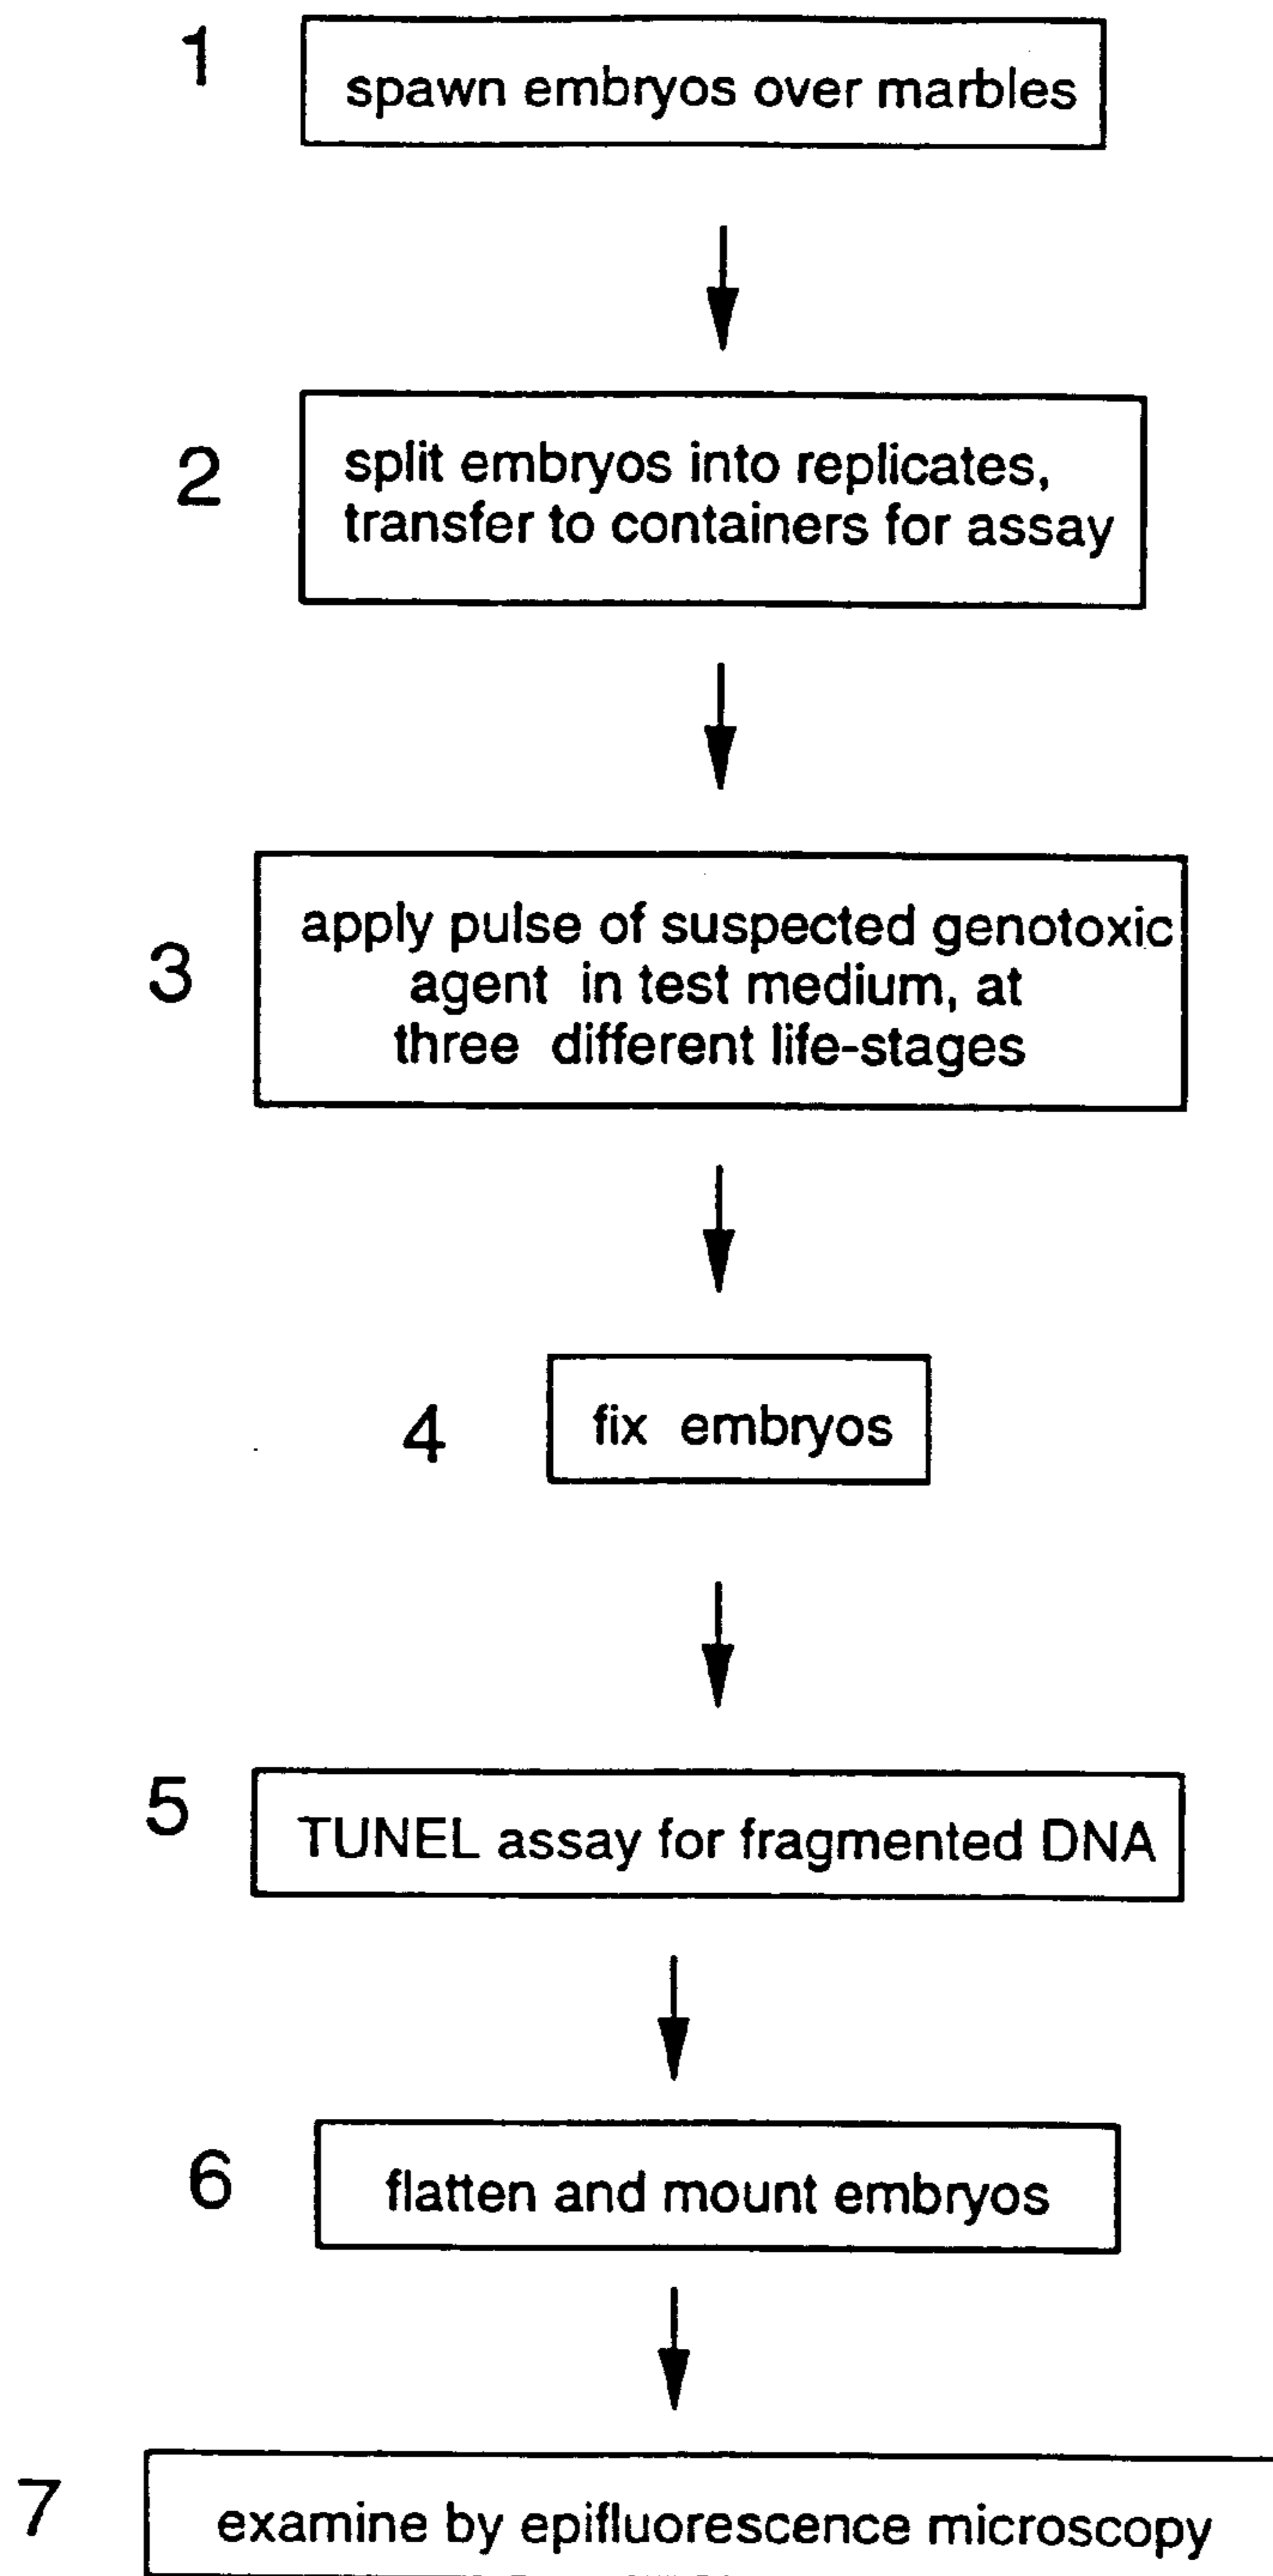 1
spawn embryos over marbles
2
split embryos into replicates,
transfer to containers for assay
3
apply pulse of suspected genotoxic
agent in test medium, at
three different life-stages
4
fix embryos
5
TUNEL assay for fragmented DNA
6
flatten and mount embryos
7
examine by epifluorescence microscopy